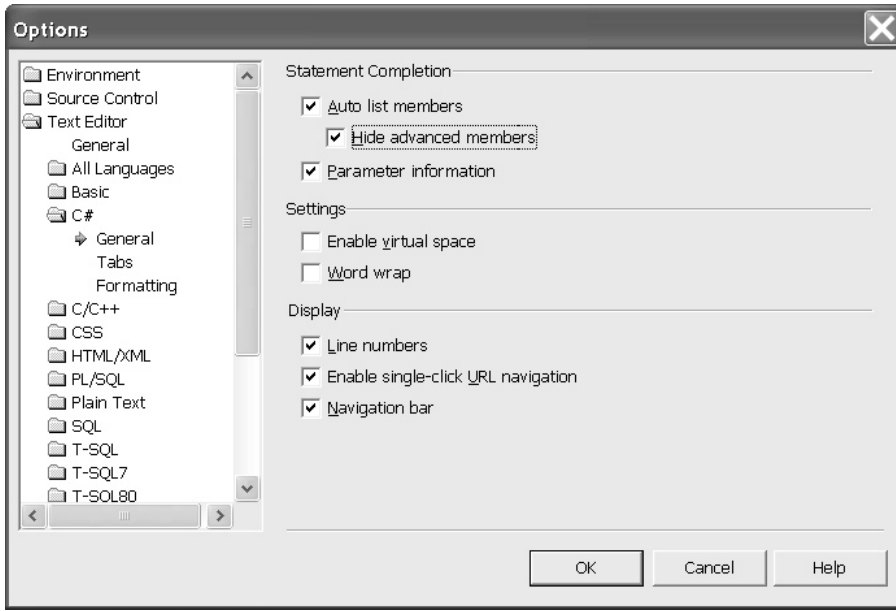 Options
Environment
Source Control
Text Editor
General
All Languages
Basic
C#
General
Tabs
Formatting
C/C++
CSS
HTML/XML
PL/SQL
Plain Text
SQL
T-SQL
T-SQL7
T-SQL80
Statement Completion
Auto list members
Hide advanced members
Parameter information
Settings
Enable virtual space
Word wrap
Display
Line numbers
Enable single-click URL navigation
Navigation bar
OK
Cancel
Help